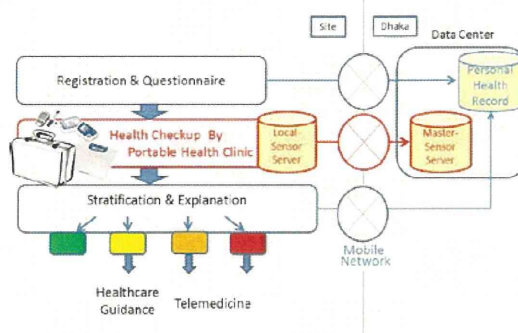 Site
Dhaka
Data Center
Registration & Questionnaire
Personal
Health
Record
Health Checkup By
Portable Health Clinic
Local-
Sensor
Server
Master-
Sensor
Server
Stratification & Explanation
Mobile
Network
Healthcare
Guidance
Telemedicine